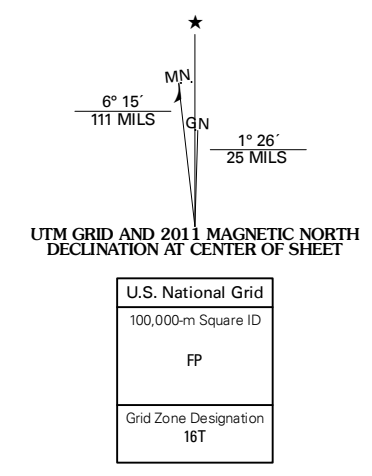 ★
MN.
6° 15´
111 MILS
GN
1° 26´
25 MILS
UTM GRID AND 2011 MAGNETIC NORTH
DECLINATION AT CENTER OF SHEET
U.S. National Grid
100,000-m Square ID
FP
Grid Zone Designation
16T